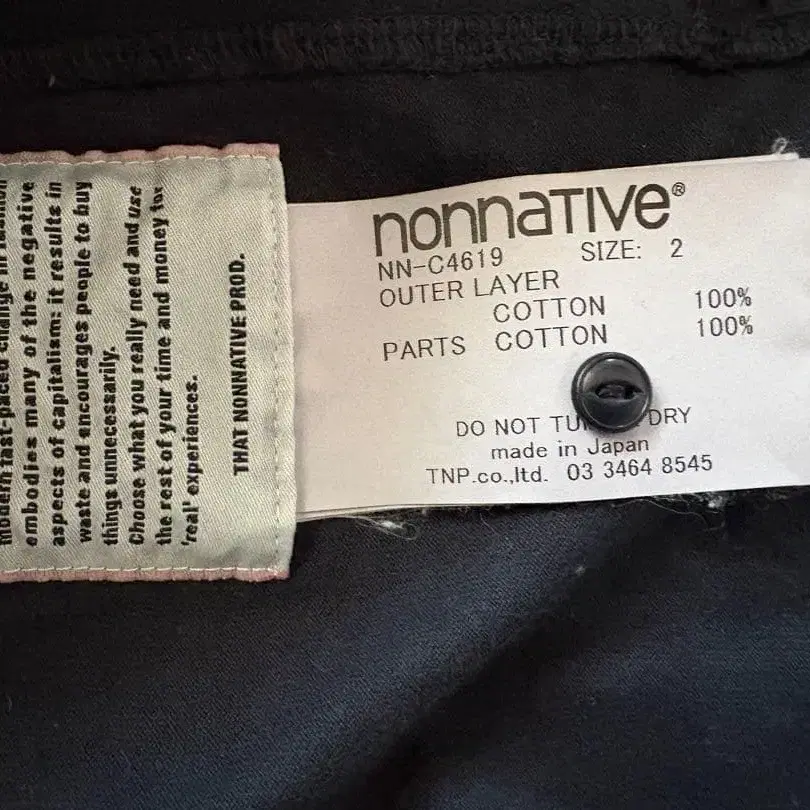 modern fast-paced change in fashion
embodies many of the negative
aspects of capitalism: it results in
waste and encourages people to buy
things unnecessarily.
Choose what you really need and use
the rest of your time and money for
'real' experiences.
THAT NONNATIVE PROD.
nonnaTIVe®
NN-C4619 SIZE: 2
OUTER LAYER
COTTON 100%
PARTS COTTON 100%
DO NOT DRY
made in Japan
TNP.co.,ltd. 03 3464 8545